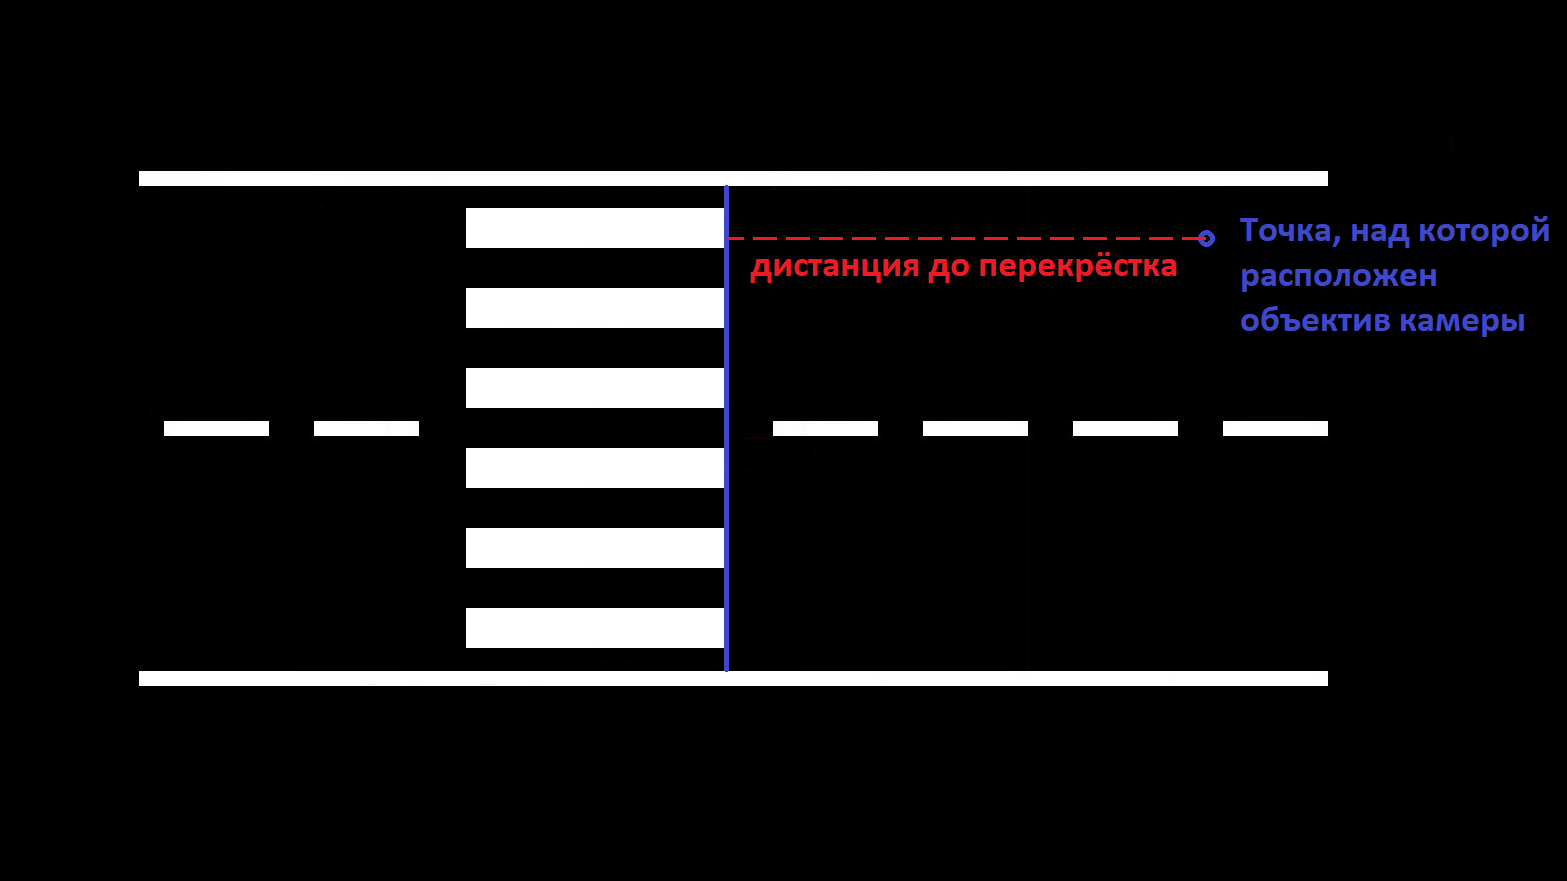 Точка, над которой
расположен
объектив камеры
дистанция до перекрёстка